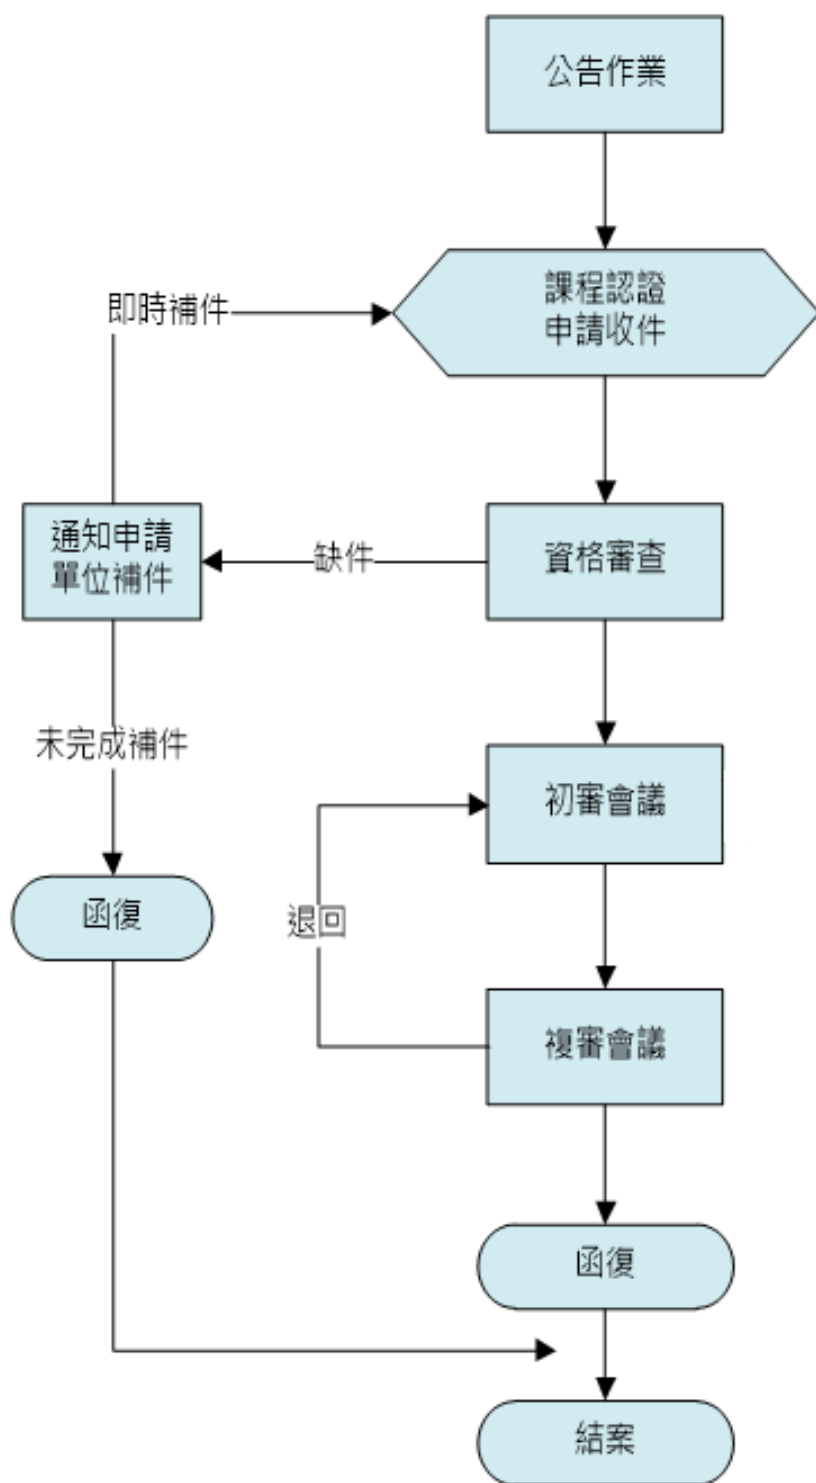 公告作業
課程認證
申請收件
即時補件
通知申請
單位補件
缺件
資格審查
未完成補件
初審會議
函復
退回
複審會議
函復
結案